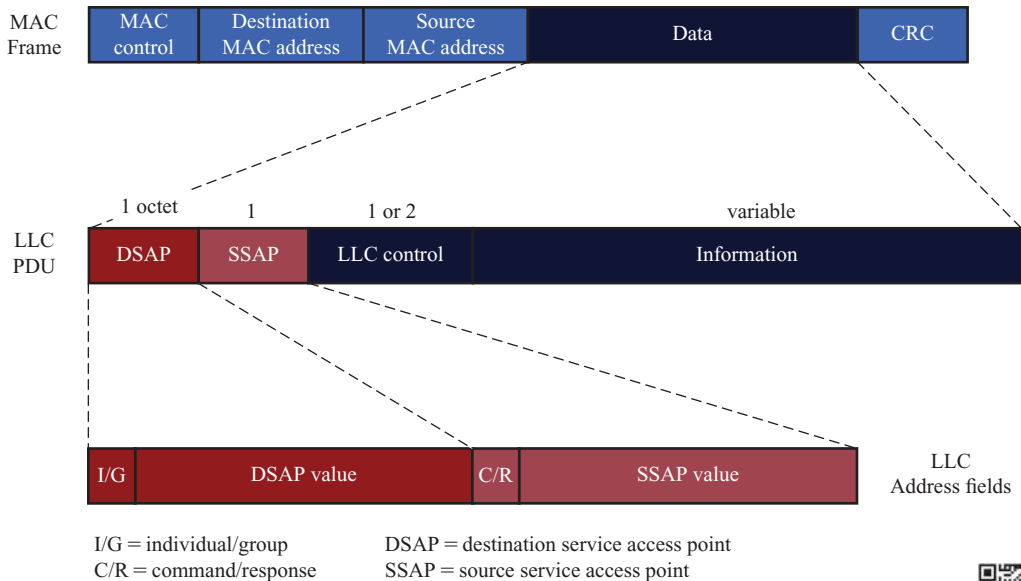 MAC Frame
MAC control
Destination MAC address
Source MAC address
Data
CRC
1 octet
1
1 or 2
variable
LLC PDU
DSAP
SSAP
LLC control
Information
I/G
DSAP value
C/R
SSAP value
LLC Address fields
I/G = individual/group
DSAP = destination service access point
C/R = command/response
SSAP = source service access point